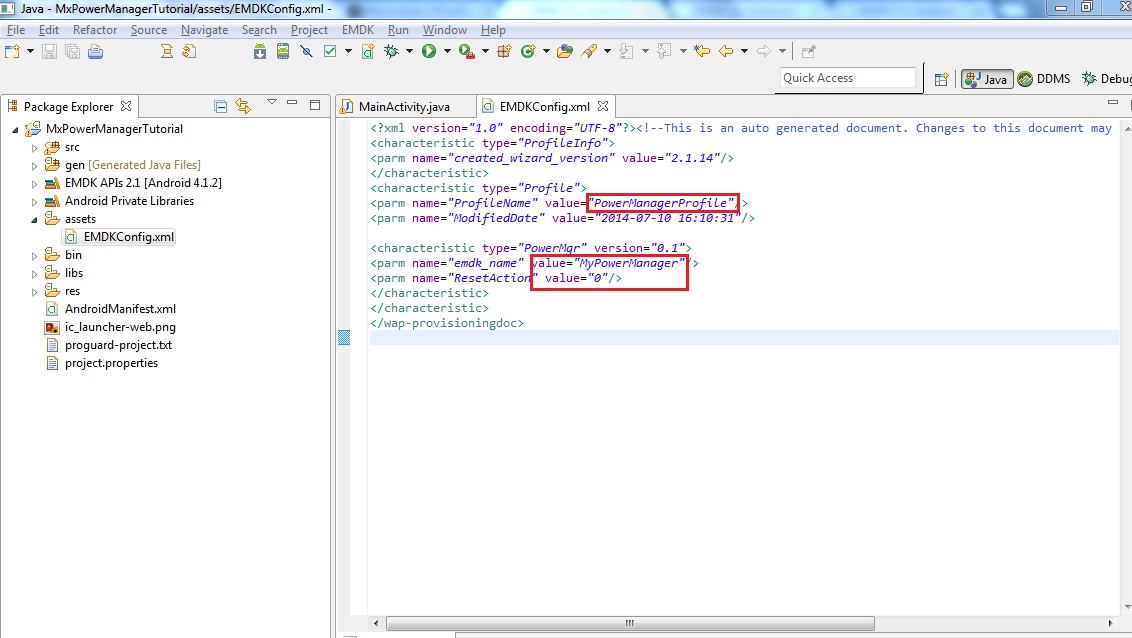 Java - MxPowerManagerTutorial/assets/EMDKConfig.xml -
File Edit Refactor Source Navigate Search Project EMDK Run Window Help
Quick Access
Java
DDMS
Debug
Package Explorer
MxPowerManagerTutorial
src
gen [Generated Java Files]
EMDK APIs 2.1 [Android 4.1.2]
Android Private Libraries
assets
EMDKConfig.xml
bin
libs
res
AndroidManifest.xml
ic_launcher-web.png
proguard-project.txt
project.properties
MainActivity.java
EMDKConfig.xml
<?xml version="1.0" encoding="UTF-8"?><!--This is an auto generated document. Changes to this document may
<characteristic type="ProfileInfo">
<parm name="created_wizard_version" value="2.1.14"/>
</characteristic>
<characteristic type="Profile">
<parm name="ProfileName" value="PowerManagerProfile"/>
<parm name="ModifiedDate" value="2014-07-10 16:10:31"/>
<characteristic type="PowerMgr" version="0.1">
<parm name="emdk_name" value="MyPowerManager"/>
<parm name="ResetAction" value="0"/>
</characteristic>
</characteristic>
</wap-provisioningdoc>